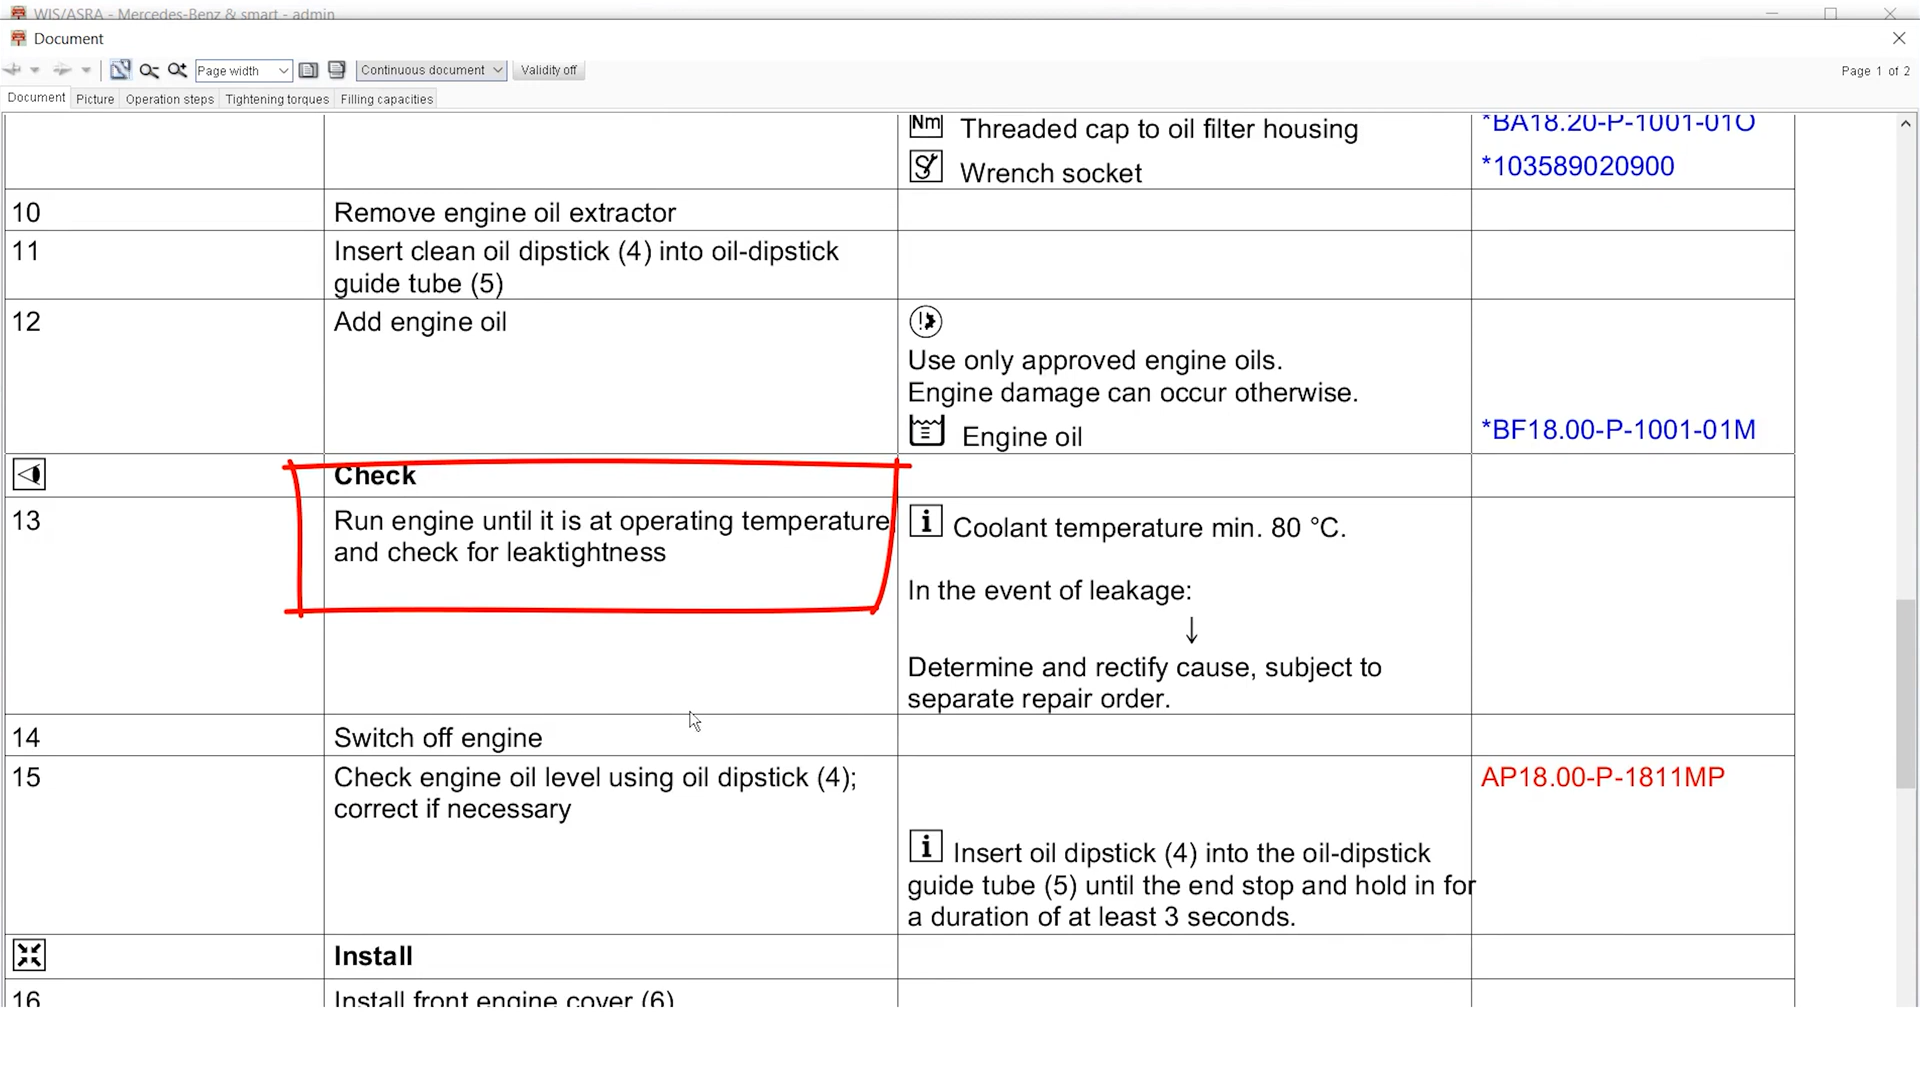 WIS/ASRA - Mercedes-Benz & smart - admin
Document
Page width
Continuous document
Validity off
Page 1 of 2
Document Picture Operation steps Tightening torques Filling capacities
Nm Threaded cap to oil filter housing *BA18.20-P-1001-01O
Wrench socket *103589020900
10 Remove engine oil extractor
11 Insert clean oil dipstick (4) into oil-dipstick
guide tube (5)
12 Add engine oil
Use only approved engine oils.
Engine damage can occur otherwise.
Engine oil *BF18.00-P-1001-01M
Check
13 Run engine until it is at operating temperature
and check for leaktightness
i Coolant temperature min. 80 °C.
In the event of leakage:
↓
Determine and rectify cause, subject to
separate repair order.
14 Switch off engine
15 Check engine oil level using oil dipstick (4);
correct if necessary
AP18.00-P-1811MP
i Insert oil dipstick (4) into the oil-dipstick
guide tube (5) until the end stop and hold in for
a duration of at least 3 seconds.
Install
16 Install front engine cover (6)